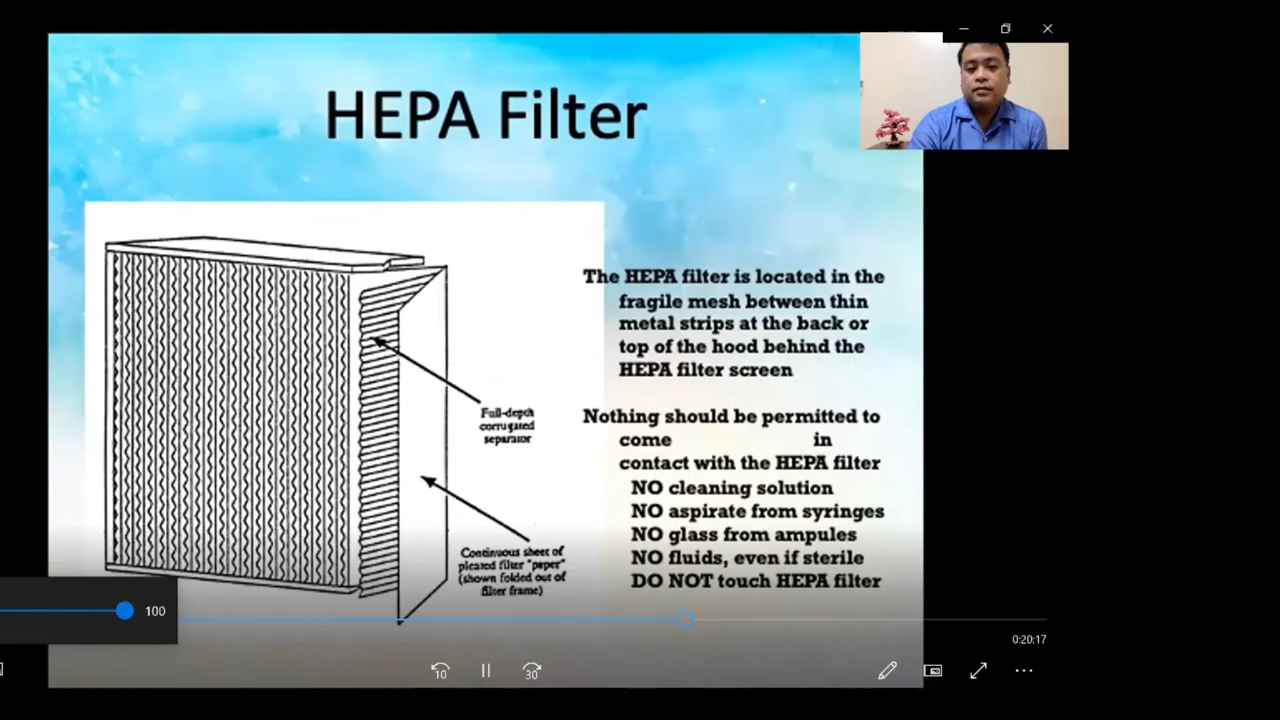 HEPA Filter
The HEPA filter is located in the
fragile mesh between thin
metal strips at the back or
top of the hood behind the
HEPA filter screen
Nothing should be permitted to
come in
contact with the HEPA filter
NO cleaning solution
NO aspirate from syringes
NO glass from ampules
NO fluids, even if sterile
DO NOT touch HEPA filter
Full-depth
corrugated
separator
Continuous sheet of
pleated filter "paper"
(shown folded out of
filter frame)
100
0:20:17
10
30